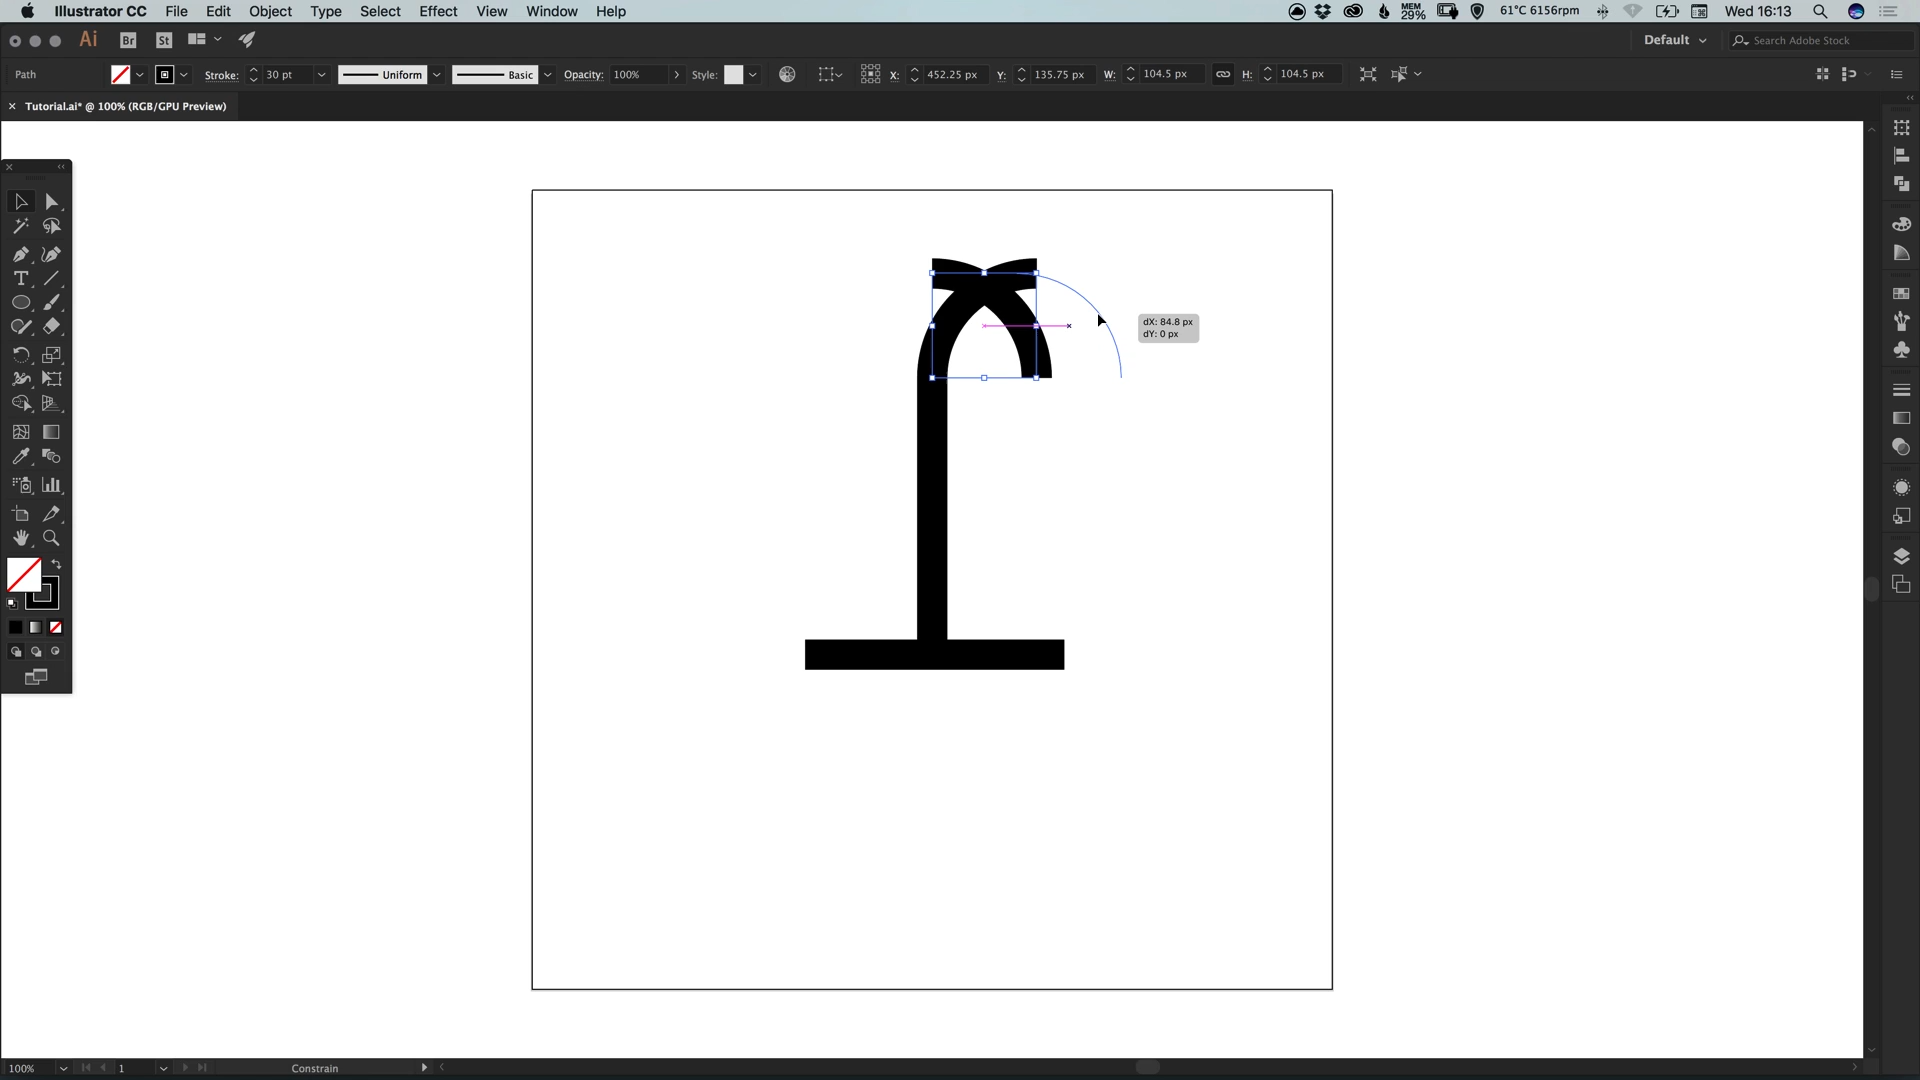 Illustrator CC File Edit Object Type Select Effect View Window Help MEM 29% 61°C 6156rpm Wed 16:13
Ai Br St Default Search Adobe Stock
Path Stroke: 30 pt Uniform Basic Opacity: 100% Style: X: 452.25 px Y: 135.75 px W: 104.5 px H: 104.5 px
Tutorial.ai* @ 100% (RGB/GPU Preview)
dX: 84.8 px
dY: 0 px
100% 1 Constrain